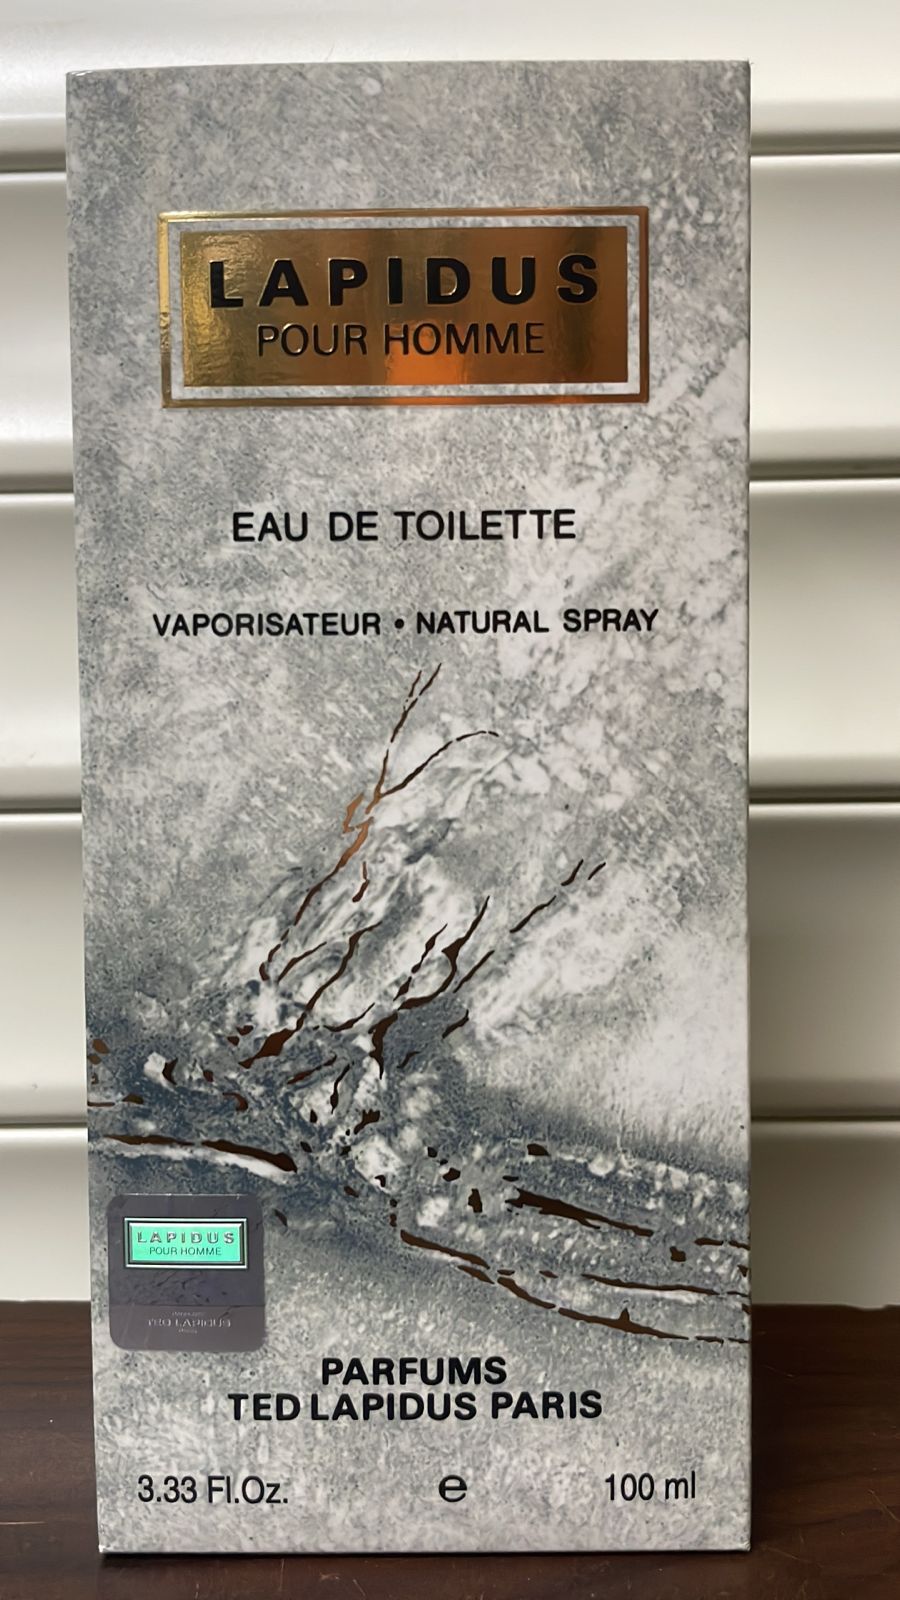 LAPIDUS
POUR HOMME
EAU DE TOILETTE
VAPORISATEUR • NATURAL SPRAY
LAPIDUS
POUR HOMME
TED LAPIDUS
PARFUMS
TED LAPIDUS PARIS
3.33 Fl.Oz. e 100 ml